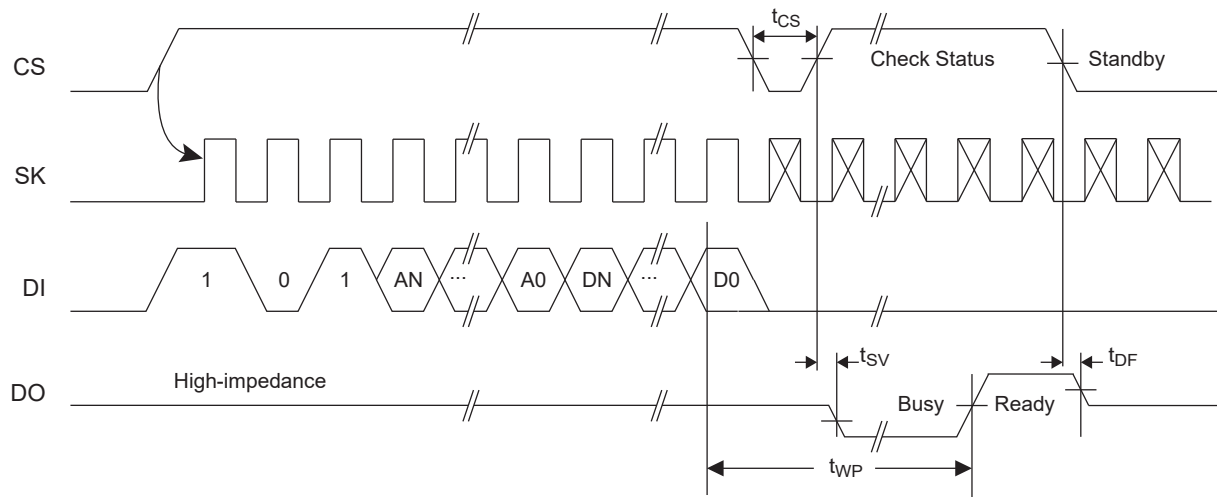 tCS
CS Check Status Standby
SK
DI 1 0 1 AN ... A0 DN ... D0
tSV tDF
High-impedance
DO Busy Ready
tWP